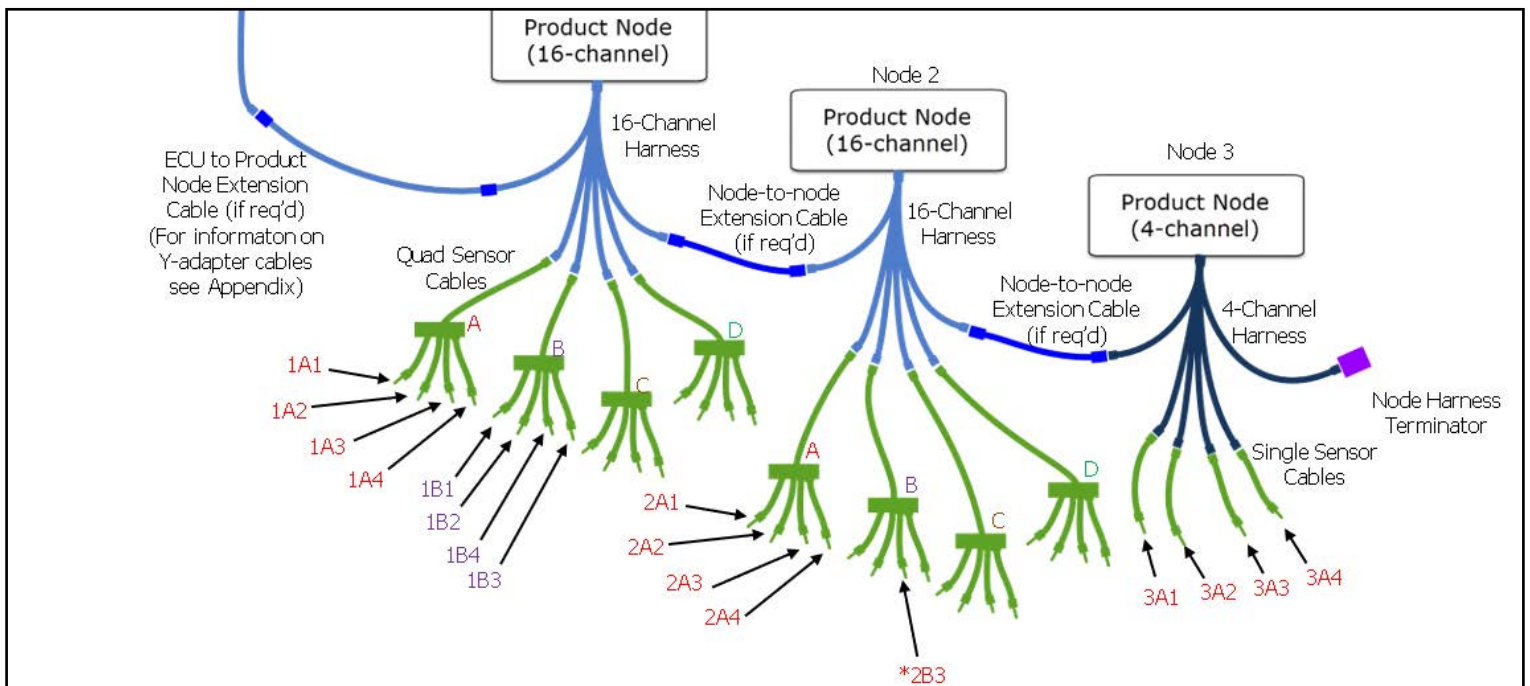 Product Node
(16-channel)
Node 2
Product Node
(16-channel)
Node 3
Product Node
(4-channel)
16-Channel
Harness
ECU to Product
Node Extension
Cable (if req'd)
(For informaton on
Y-adapter cables
see Appendix)
Node-to-node
Extension Cable
(if req'd)
16-Channel
Harness
Quad Sensor
Cables
Node-to-node
Extension Cable
(if req'd)
4-Channel
Harness
Node Harness
Terminator
Single Sensor
Cables
A
B
C
D
1A1
1A2
1A3
1A4
1B1
1B2
1B4
1B3
A
B
C
D
2A1
2A2
2A3
2A4
*2B3
3A1
3A2
3A3
3A4